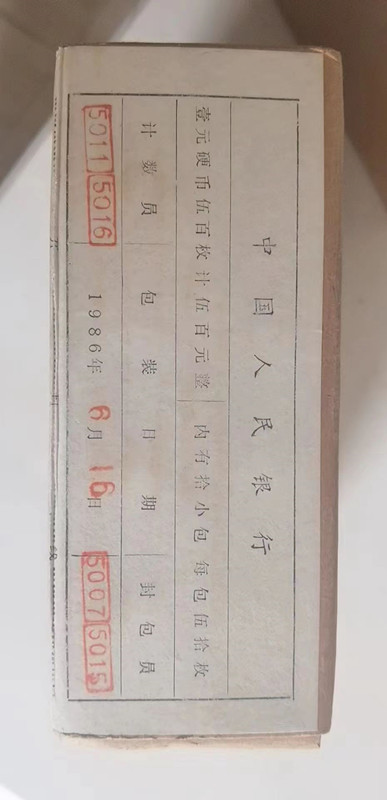 中国人民银行
壹元硬币伍百枚计伍百元整 内有拾小包每包伍拾枚
计数员 包装日期 封包员
5011 5016 1986年6月16日 5007 5015